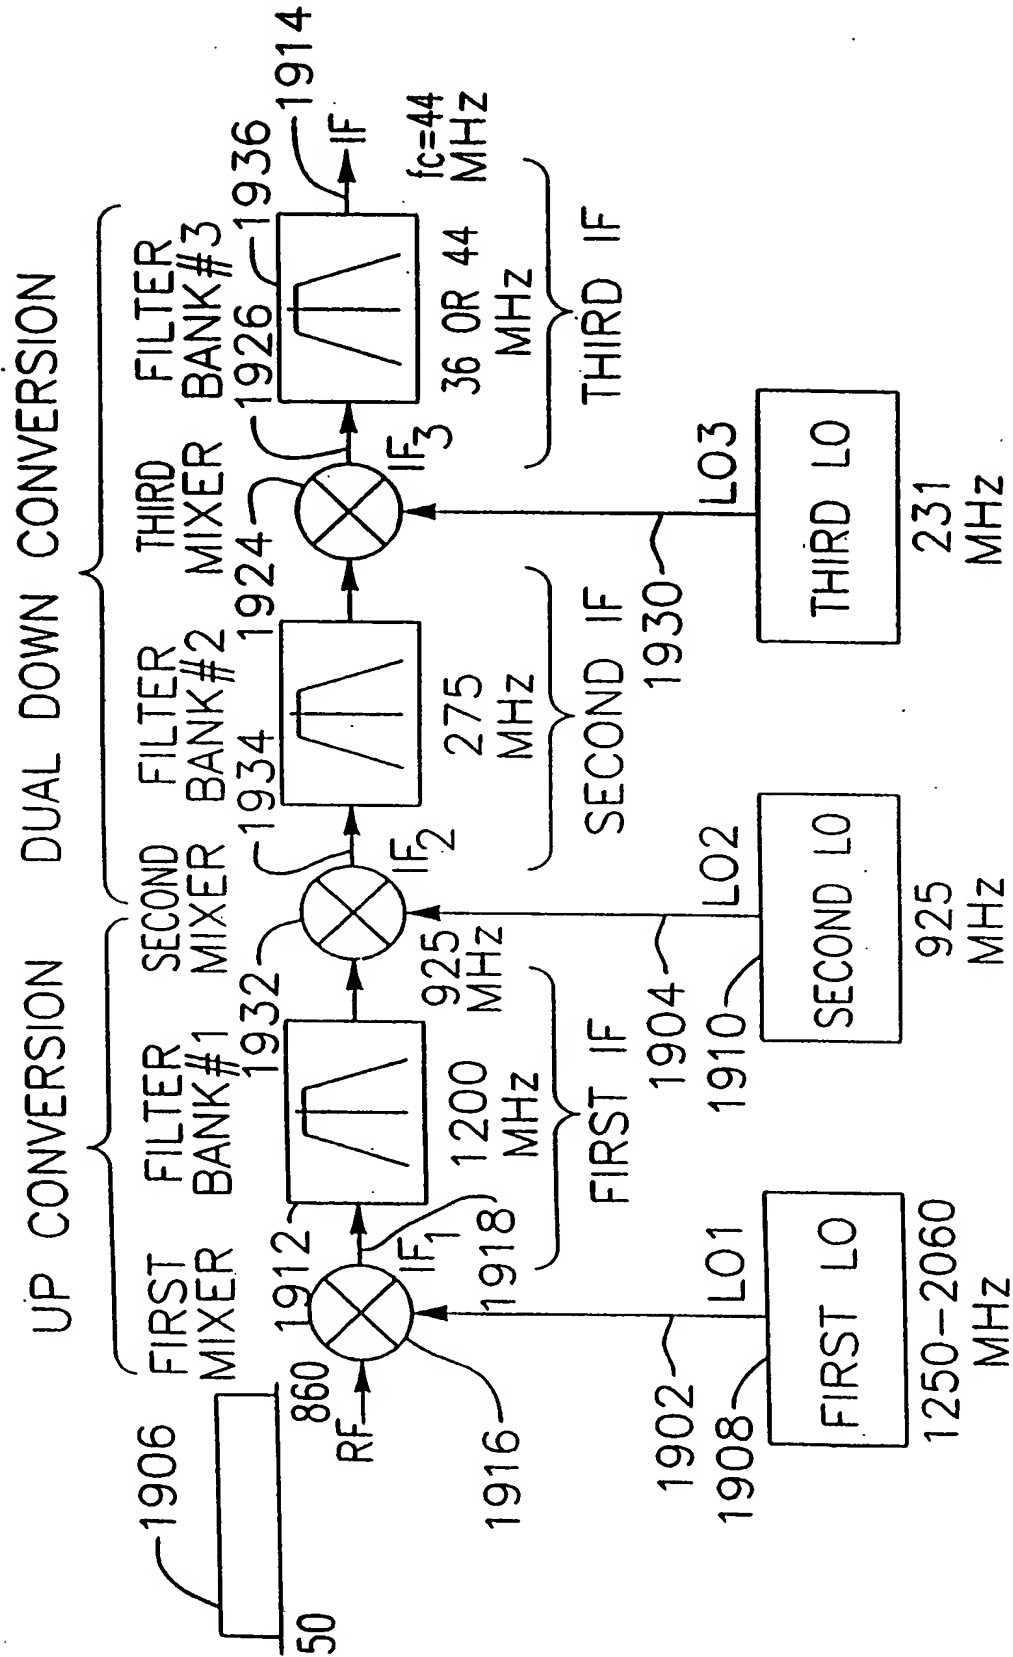 UP CONVERSION
DUAL DOWN CONVERSION
1906
50
860
RF
FIRST
MIXER
1912
FILTER
BANK#1
1932
SECOND
MIXER
1934
FILTER
BANK#2
1924
THIRD
MIXER
1926
FILTER
BANK#3
1936
1914
IF
fc=44
MHz
1916
IF1
1918
1200
MHz
FIRST IF
925
MHz
IF2
275
MHz
SECOND IF
IF3
36 OR 44
MHz
THIRD IF
1902
LO1
1908
FIRST LO
1250-2060
MHz
1904
LO2
1910
SECOND LO
925
MHz
1930
LO3
THIRD LO
231
MHz